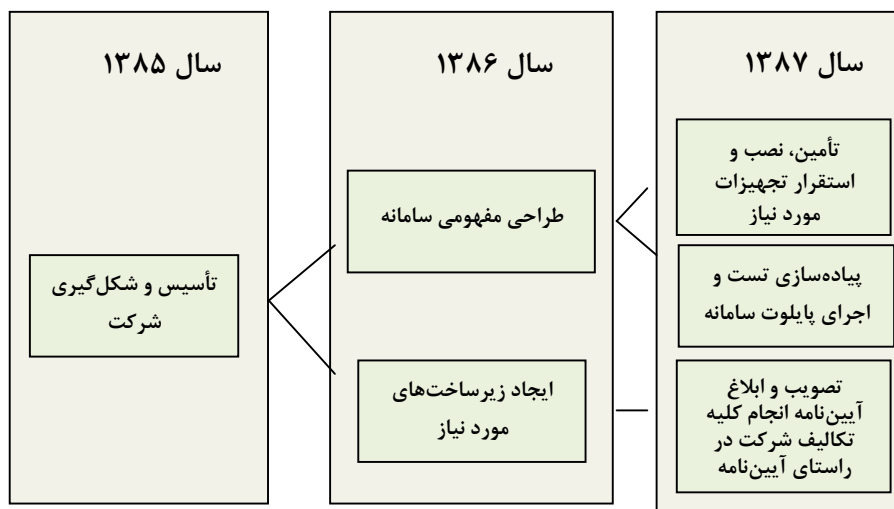 سال ۱۳۸۵
تأسیس و شکل‌گیری
شرکت
سال ۱۳۸۶
طراحی مفهومی سامانه
ایجاد زیرساخت‌های
مورد نیاز
سال ۱۳۸۷
تأمین، نصب و
استقرار تجهیزات
مورد نیاز
پیاده‌سازی تست و
اجرای پایلوت سامانه
تصویب و ابلاغ
آیین‌نامه انجام کلیه
تکالیف شرکت در
راستای آیین‌نامه